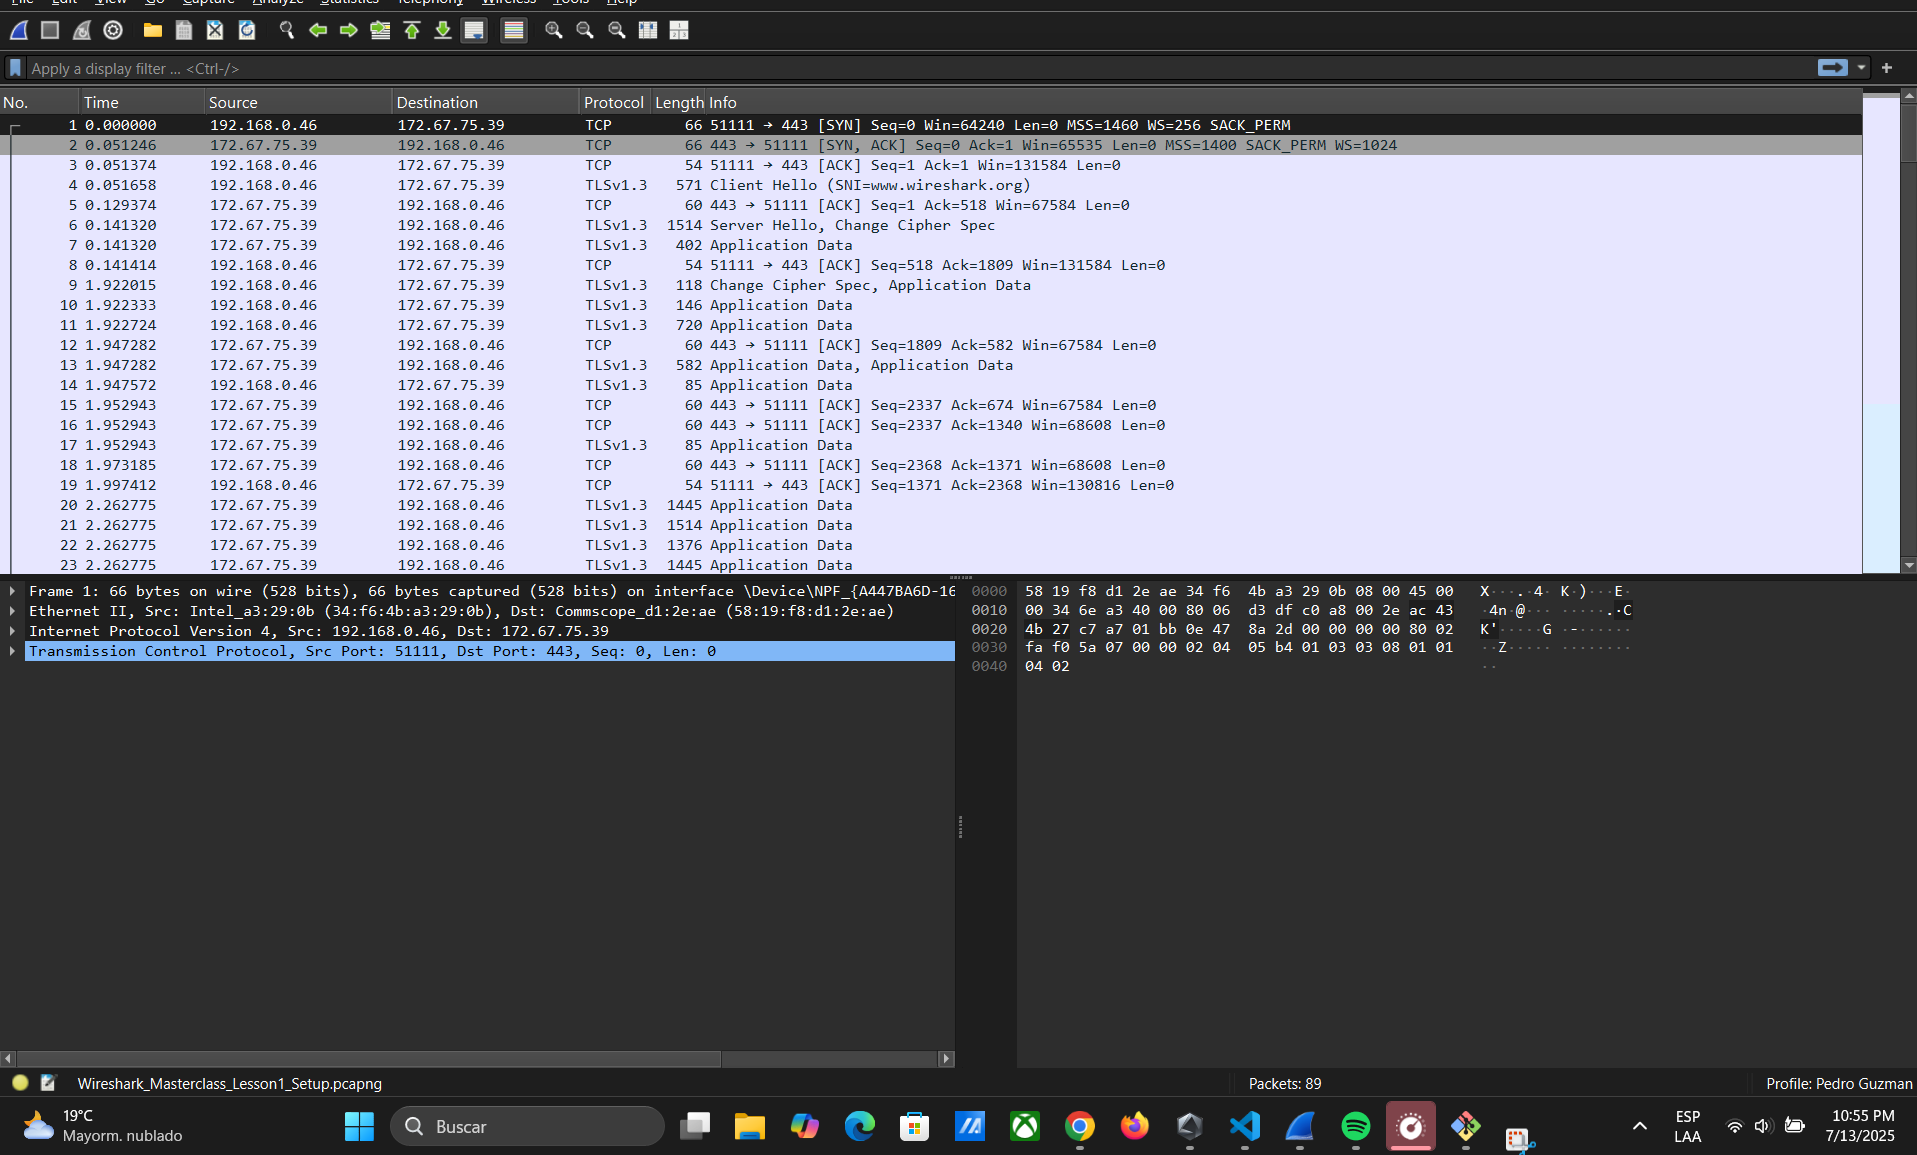 File Edit View Go Capture Analyze Statistics Telephony Wireless Tools Help
Apply a display filter ... <Ctrl-/>
No. Time Source Destination Protocol Length Info
1 0.000000 192.168.0.46 172.67.75.39 TCP 66 51111 → 443 [SYN] Seq=0 Win=64240 Len=0 MSS=1460 WS=256 SACK_PERM
2 0.051246 172.67.75.39 192.168.0.46 TCP 66 443 → 51111 [SYN, ACK] Seq=0 Ack=1 Win=65535 Len=0 MSS=1400 SACK_PERM WS=1024
3 0.051374 192.168.0.46 172.67.75.39 TCP 54 51111 → 443 [ACK] Seq=1 Ack=1 Win=131584 Len=0
4 0.051658 192.168.0.46 172.67.75.39 TLSv1.3 571 Client Hello (SNI=www.wireshark.org)
5 0.129374 172.67.75.39 192.168.0.46 TCP 60 443 → 51111 [ACK] Seq=1 Ack=518 Win=67584 Len=0
6 0.141320 172.67.75.39 192.168.0.46 TLSv1.3 1514 Server Hello, Change Cipher Spec
7 0.141320 172.67.75.39 192.168.0.46 TLSv1.3 402 Application Data
8 0.141414 192.168.0.46 172.67.75.39 TCP 54 51111 → 443 [ACK] Seq=518 Ack=1809 Win=131584 Len=0
9 1.922015 192.168.0.46 172.67.75.39 TLSv1.3 118 Change Cipher Spec, Application Data
10 1.922333 192.168.0.46 172.67.75.39 TLSv1.3 146 Application Data
11 1.922724 192.168.0.46 172.67.75.39 TLSv1.3 720 Application Data
12 1.947282 172.67.75.39 192.168.0.46 TCP 60 443 → 51111 [ACK] Seq=1809 Ack=582 Win=67584 Len=0
13 1.947282 172.67.75.39 192.168.0.46 TLSv1.3 582 Application Data, Application Data
14 1.947572 192.168.0.46 172.67.75.39 TLSv1.3 85 Application Data
15 1.952943 172.67.75.39 192.168.0.46 TCP 60 443 → 51111 [ACK] Seq=2337 Ack=674 Win=67584 Len=0
16 1.952943 172.67.75.39 192.168.0.46 TCP 60 443 → 51111 [ACK] Seq=2337 Ack=1340 Win=68608 Len=0
17 1.952943 172.67.75.39 192.168.0.46 TLSv1.3 85 Application Data
18 1.973185 172.67.75.39 192.168.0.46 TCP 60 443 → 51111 [ACK] Seq=2368 Ack=1371 Win=68608 Len=0
19 1.997412 192.168.0.46 172.67.75.39 TCP 54 51111 → 443 [ACK] Seq=1371 Ack=2368 Win=130816 Len=0
20 2.262775 172.67.75.39 192.168.0.46 TLSv1.3 1445 Application Data
21 2.262775 172.67.75.39 192.168.0.46 TLSv1.3 1514 Application Data
22 2.262775 172.67.75.39 192.168.0.46 TLSv1.3 1376 Application Data
23 2.262775 172.67.75.39 192.168.0.46 TLSv1.3 1445 Application Data
Frame 1: 66 bytes on wire (528 bits), 66 bytes captured (528 bits) on interface \Device\NPF_{A447BA6D-16
Ethernet II, Src: Intel_a3:29:0b (34:f6:4b:a3:29:0b), Dst: Commscope_d1:2e:ae (58:19:f8:d1:2e:ae)
Internet Protocol Version 4, Src: 192.168.0.46, Dst: 172.67.75.39
Transmission Control Protocol, Src Port: 51111, Dst Port: 443, Seq: 0, Len: 0
0000 58 19 f8 d1 2e ae 34 f6 4b a3 29 0b 08 00 45 00 X···.·4· K·)···E·
0010 00 34 6e a3 40 00 80 06 d3 df c0 a8 00 2e ac 43 ·4n·@··· ·····.·C
0020 4b 27 c7 a7 01 bb 0e 47 8a 2d 00 00 00 00 80 02 K'·····G ·-······
0030 fa f0 5a 07 00 00 02 04 05 b4 01 03 03 08 01 01 ··Z····· ········
0040 04 02 ··
Wireshark_Masterclass_Lesson1_Setup.pcapng
Packets: 89
Profile: Pedro Guzman
19°C
Mayorm. nublado
Buscar
ESP
LAA
10:55 PM
7/13/2025